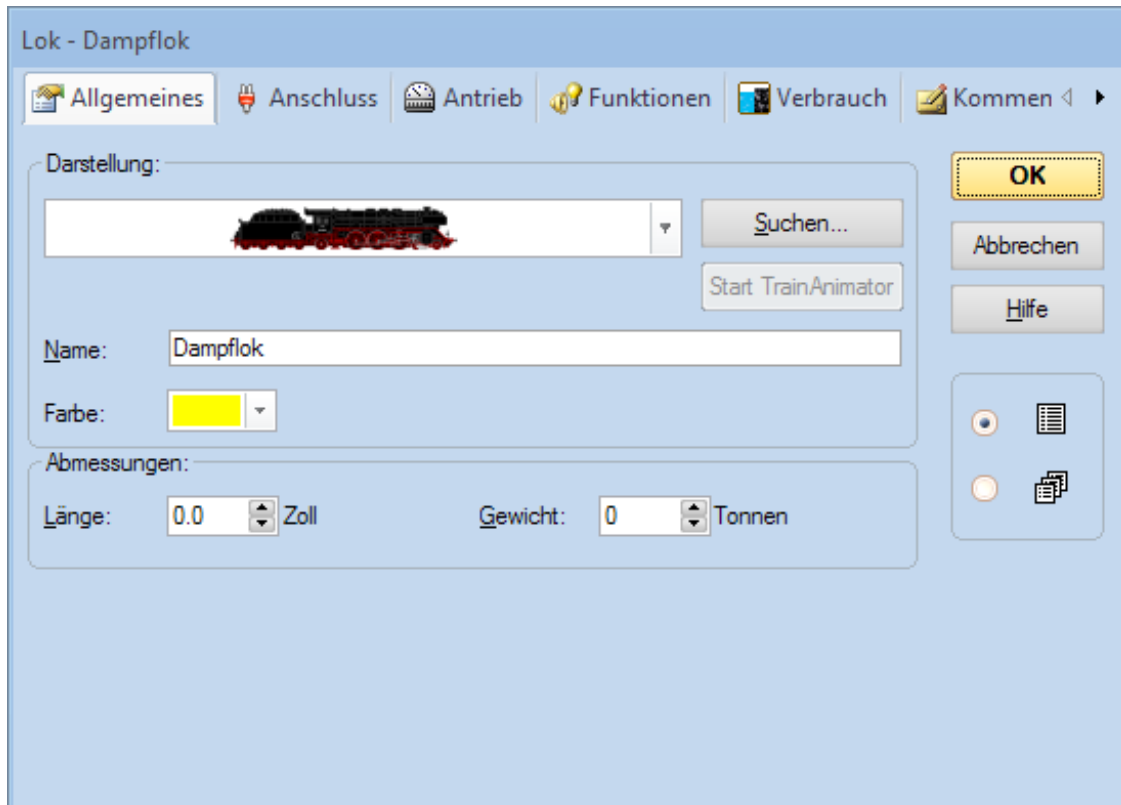 Lok - Dampflok
Allgemeines Anschluss Antrieb Funktionen Verbrauch Kommen
Darstellung:
OK
Suchen...
Abbrechen
Start TrainAnimator
Hilfe
Name: Dampflok
Farbe:
Abmessungen:
Länge: 0.0 Zoll Gewicht: 0 Tonnen